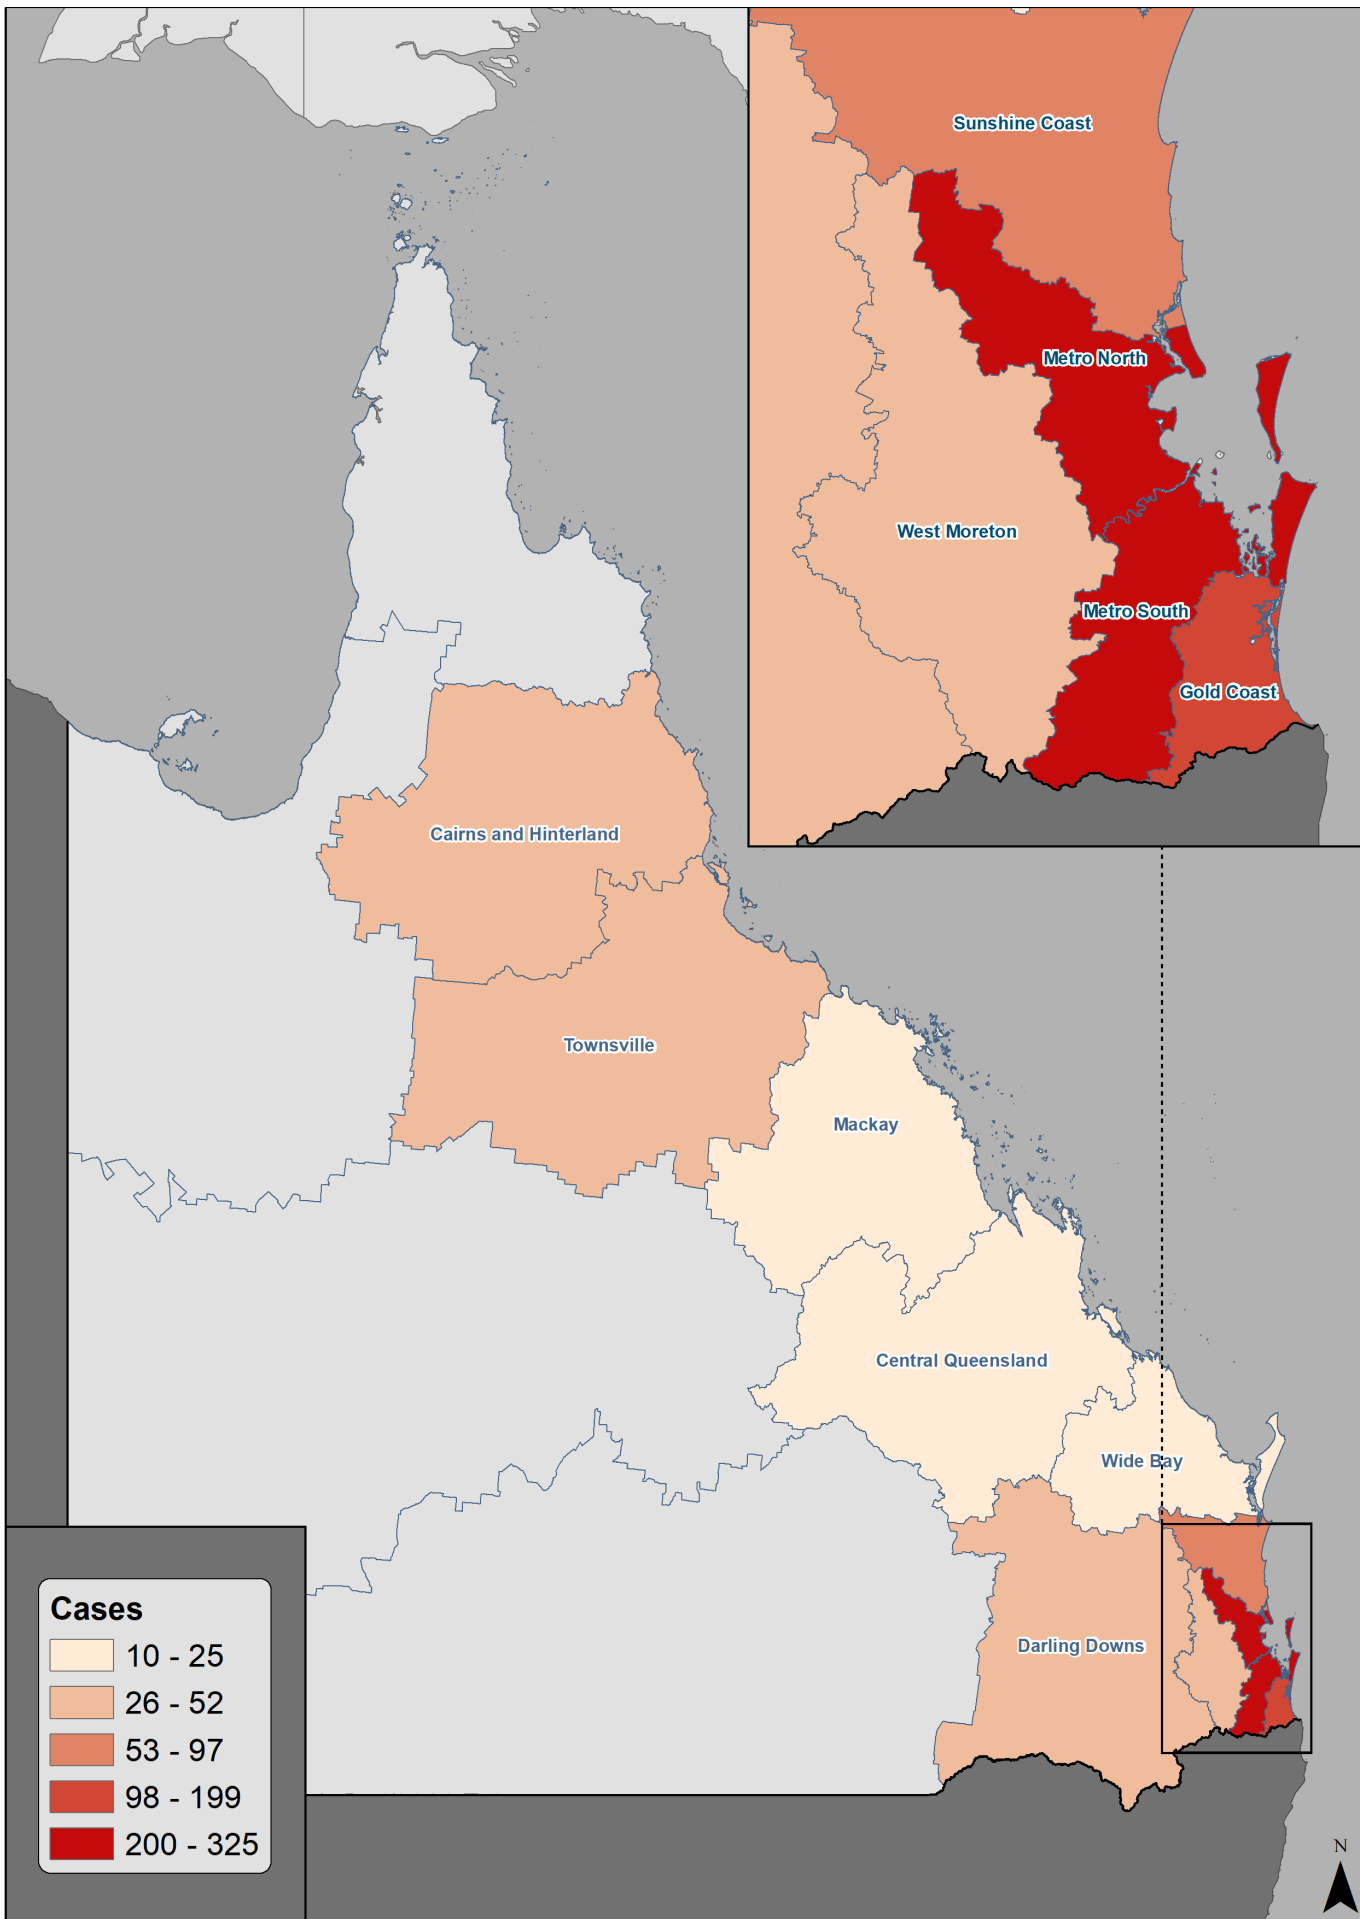 Sunshine Coast
Metro North
West Moreton
Metro South
Gold Coast
Cairns and Hinterland
Townsville
Mackay
Central Queensland
Wide Bay
Darling Downs
Cases
10 - 25
26 - 52
53 - 97
98 - 199
200 - 325
N